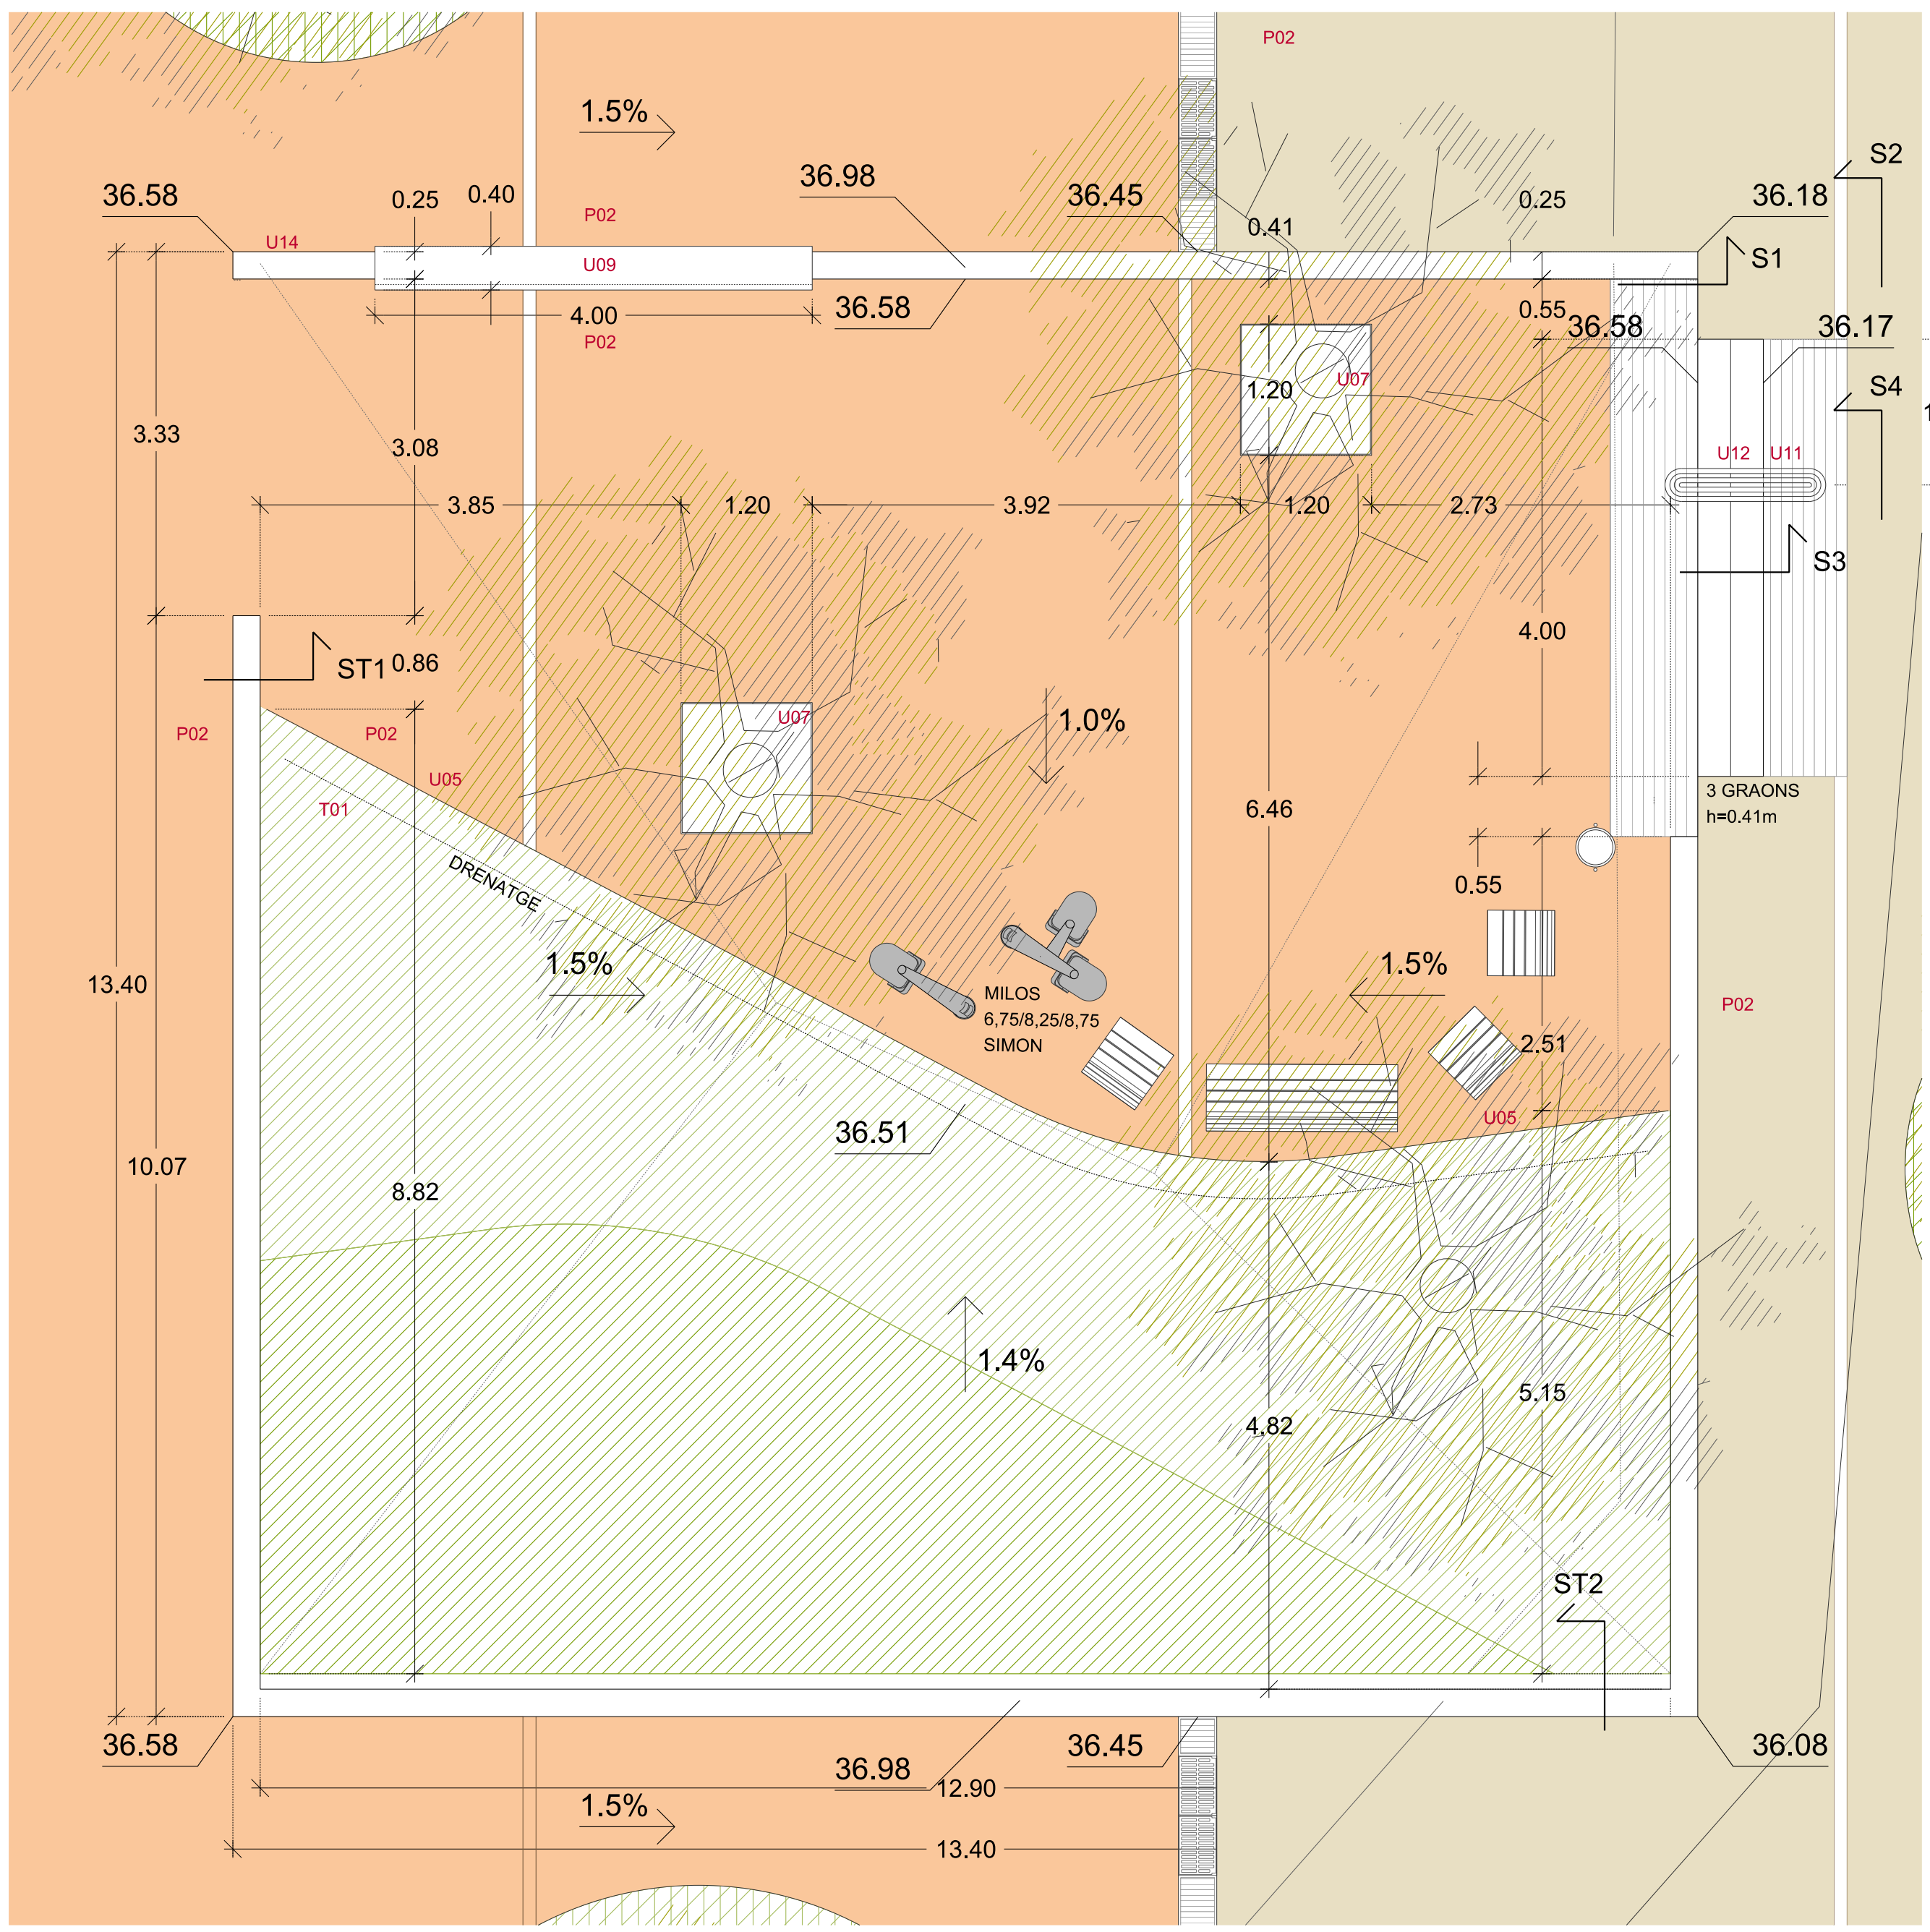 P02
1.5%
S2
36.98
36.58
0.25
0.40
36.45
0.25
36.18
P02
0.41
U14
S1
U09
36.58
4.00
0.55
36.58
36.17
P02
U07
1.20
S4
3.33
3.08
U12
U11
3.85
1.20
3.92
1.20
2.73
S3
4.00
ST1
0.86
U07
1.0%
P02
P02
U05
T01
3 GRAONS
h=0.41m
6.46
DRENATGE
0.55
1.5%
1.5%
13.40
MILOS
6,75/8,25/8,75
SIMON
P02
2.51
U05
36.51
10.07
8.82
1.4%
5.15
4.82
ST2
36.58
36.45
36.08
36.98
12.90
1.5%
13.40